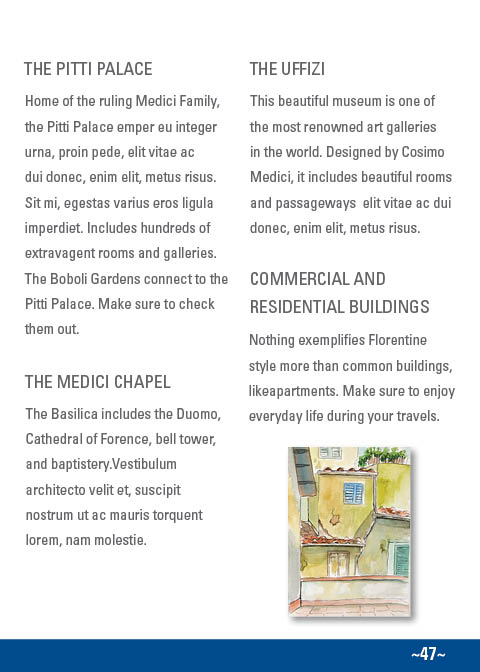 THE PITTI PALACE
Home of the ruling Medici Family,
the Pitti Palace emper eu integer
urna, proin pede, elit vitae ac
dui donec, enim elit, metus risus.
Sit mi, egestas varius eros ligula
imperdiet. Includes hundreds of
extravagent rooms and galleries.
The Boboli Gardens connect to the
Pitti Palace. Make sure to check
them out.
THE MEDICI CHAPEL
The Basilica includes the Duomo,
Cathedral of Forence, bell tower,
and baptistery.Vestibulum
architecto velit et, suscipit
nostrum ut ac mauris torquent
lorem, nam molestie.
THE UFFIZI
This beautiful museum is one of
the most renowned art galleries
in the world. Designed by Cosimo
Medici, it includes beautiful rooms
and passageways  elit vitae ac dui
donec, enim elit, metus risus.
COMMERCIAL AND
RESIDENTIAL BUILDINGS
Nothing exemplifies Florentine
style more than common buildings,
likeapartments. Make sure to enjoy
everyday life during your travels.
~47~